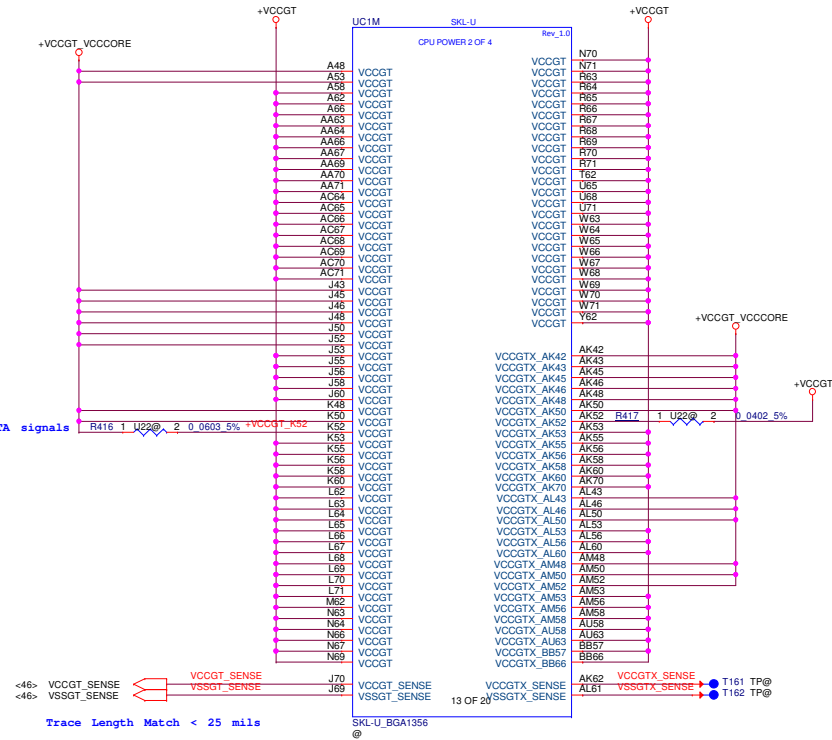 +VCCGT
+VCCGT
UC1M
SKL-U
Rev_1.0
CPU POWER 2 OF 4
+VCCGT_VCCCORE
A48 VCCGT VCCGT N70
A53 VCCGT VCCGT N71
A58 VCCGT VCCGT R63
A62 VCCGT VCCGT R64
A66 VCCGT VCCGT R65
AA63 VCCGT VCCGT R66
AA64 VCCGT VCCGT R67
AA66 VCCGT VCCGT R68
AA67 VCCGT VCCGT R69
AA69 VCCGT VCCGT R70
AA70 VCCGT VCCGT R71
AA71 VCCGT VCCGT T62
AC64 VCCGT VCCGT U65
AC65 VCCGT VCCGT U68
AC66 VCCGT VCCGT U71
AC67 VCCGT VCCGT W63
AC68 VCCGT VCCGT W64
AC69 VCCGT VCCGT W65
AC70 VCCGT VCCGT W66
AC71 VCCGT VCCGT W67
J43 VCCGT VCCGT W68
J45 VCCGT VCCGT W69
J46 VCCGT VCCGT W70
J48 VCCGT VCCGT W71
J50 VCCGT VCCGT Y62
J52 VCCGT
+VCCGT_VCCCORE
J53 VCCGT VCCGTX_AK42 AK42
J55 VCCGT VCCGTX_AK43 AK43
J56 VCCGT VCCGTX_AK45 AK45
J58 VCCGT VCCGTX_AK46 AK46
J60 VCCGT VCCGTX_AK48 AK48
+VCCGT
K48 VCCGT VCCGTX_AK50 AK50
K50 VCCGT VCCGTX_AK52 AK52 R417 1 U22@ 2 0_0402_5%
TA signals R416 1 U22@ 2 0_0603_5% +VCCGT_K52 K52 VCCGT VCCGTX_AK53 AK53
K53 VCCGT VCCGTX_AK55 AK55
K55 VCCGT VCCGTX_AK56 AK56
K56 VCCGT VCCGTX_AK58 AK58
K58 VCCGT VCCGTX_AK60 AK60
K60 VCCGT VCCGTX_AK70 AK70
L62 VCCGT VCCGTX_AL43 AL43
L63 VCCGT VCCGTX_AL46 AL46
L64 VCCGT VCCGTX_AL50 AL50
L65 VCCGT VCCGTX_AL53 AL53
L66 VCCGT VCCGTX_AL56 AL56
L67 VCCGT VCCGTX_AL60 AL60
L68 VCCGT VCCGTX_AM48 AM48
L69 VCCGT VCCGTX_AM50 AM50
L70 VCCGT VCCGTX_AM52 AM52
L71 VCCGT VCCGTX_AM53 AM53
M62 VCCGT VCCGTX_AM56 AM56
N63 VCCGT VCCGTX_AM58 AM58
N64 VCCGT VCCGTX_AU58 AU58
N66 VCCGT VCCGTX_AU63 AU63
N67 VCCGT VCCGTX_BB57 BB57
N69 VCCGT VCCGTX_BB66 BB66
<46> VCCGT_SENSE VCCGT_SENSE J70 VCCGT_SENSE VCCGTX_SENSE AK62 VCCGTX_SENSE T161 TP@
<46> VSSGT_SENSE VSSGT_SENSE J69 VSSGT_SENSE VSSGTX_SENSE AL61 VSSGTX_SENSE T162 TP@
13 OF 20
Trace Length Match < 25 mils
SKL-U_BGA1356
@